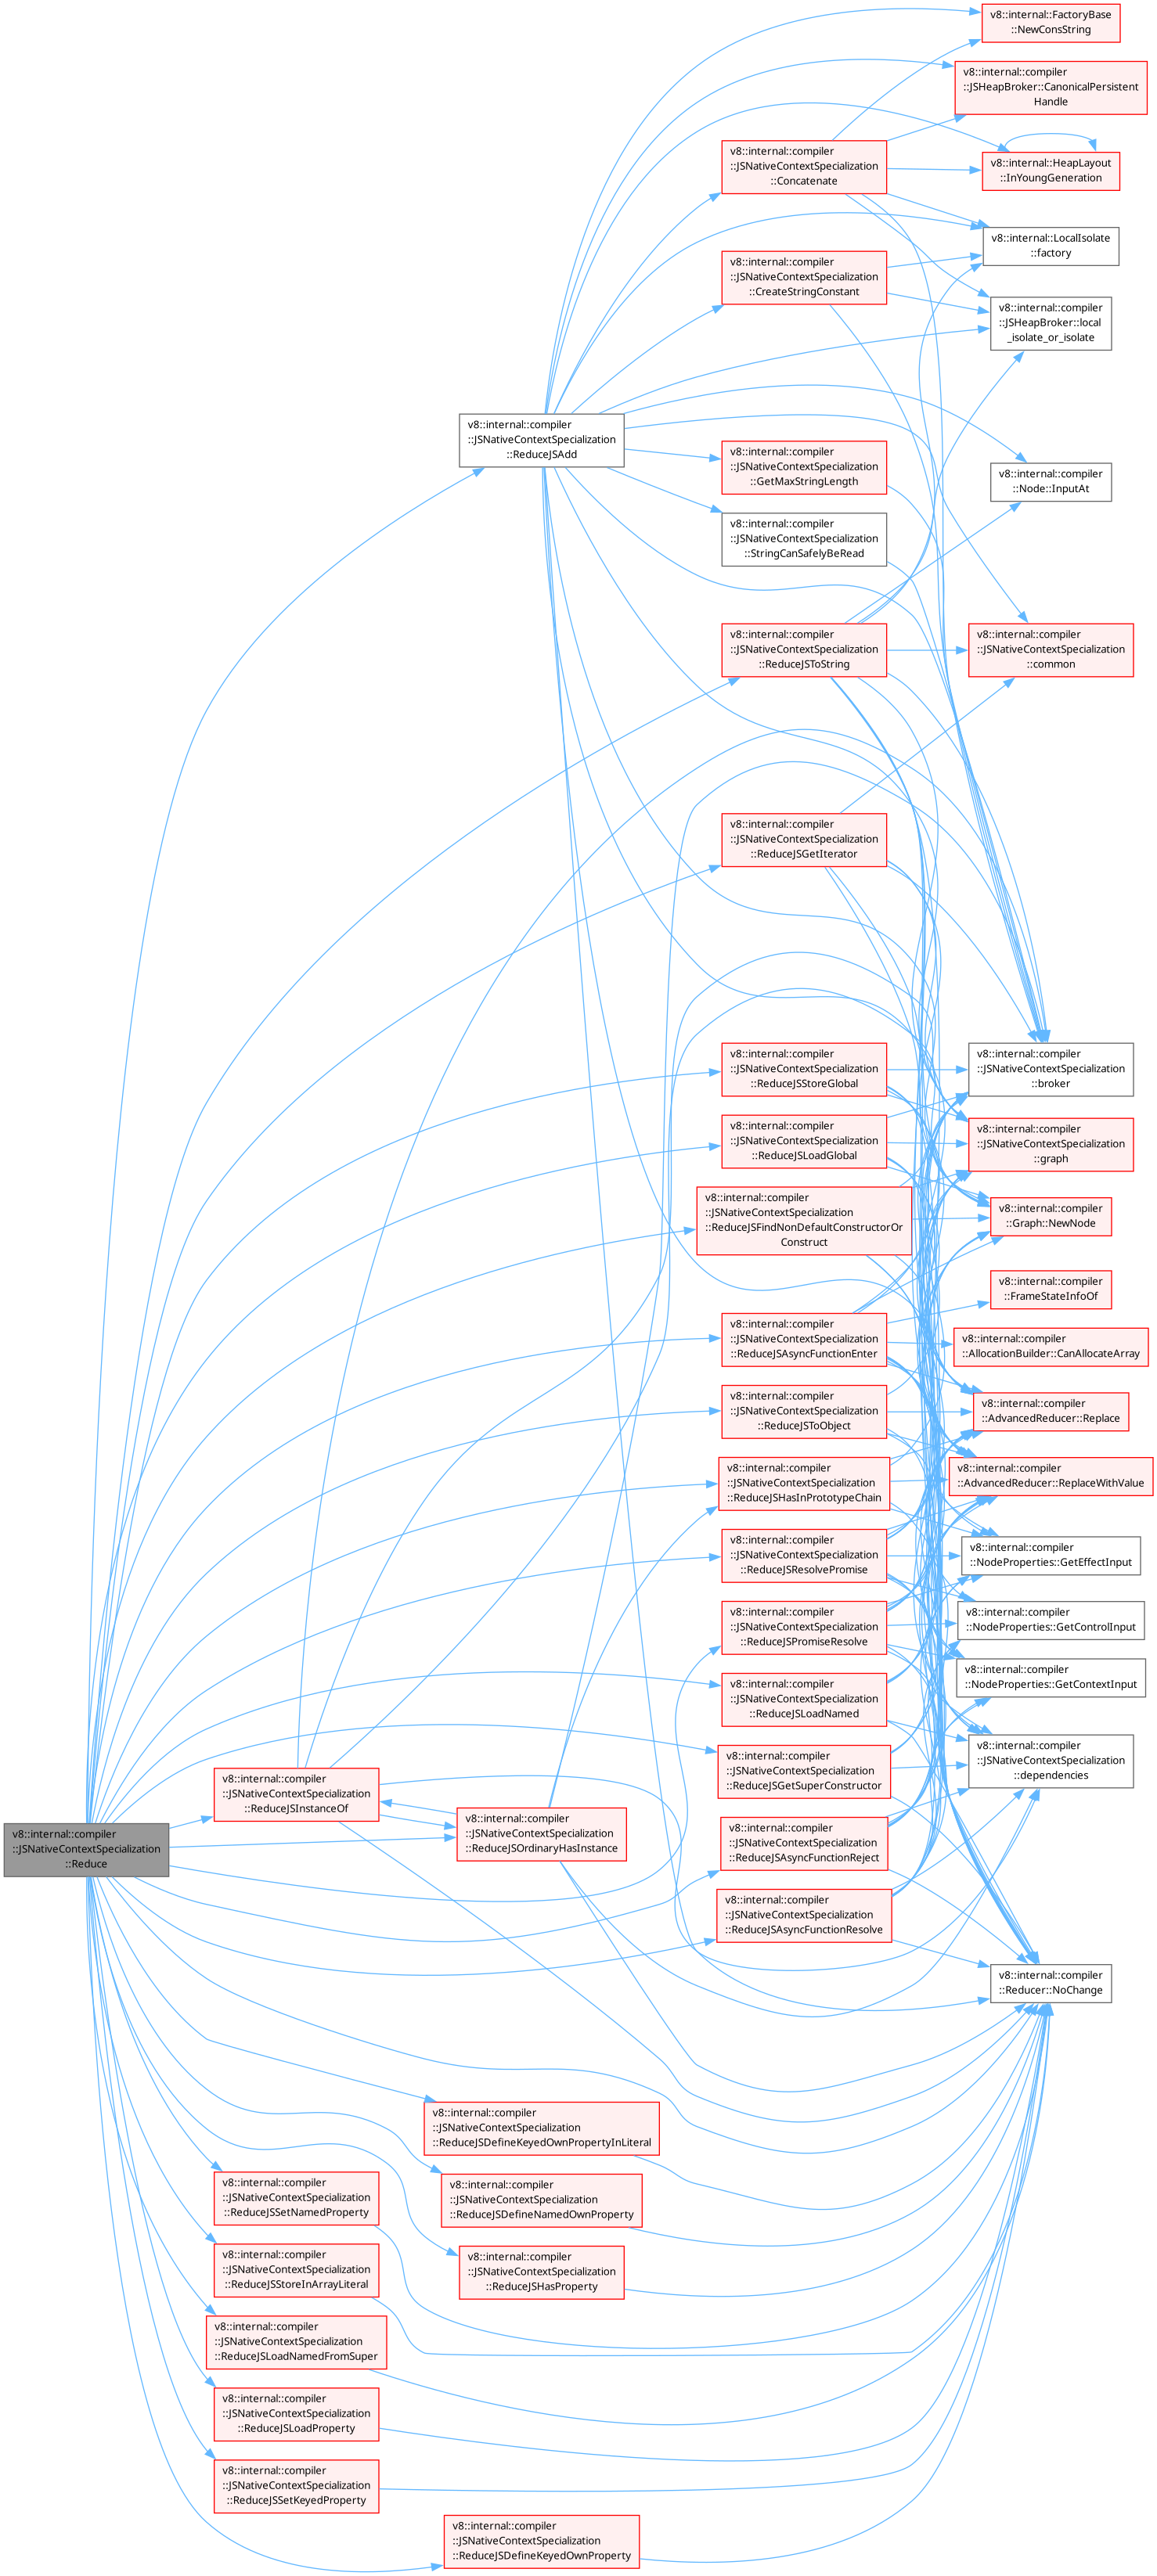 v8::internal::FactoryBase
::NewConsString
v8::internal::compiler
::JSHeapBroker::CanonicalPersistent
Handle
v8::internal::compiler
::JSNativeContextSpecialization
::Concatenate
v8::internal::HeapLayout
::InYoungGeneration
v8::internal::LocalIsolate
::factory
v8::internal::compiler
::JSNativeContextSpecialization
::CreateStringConstant
v8::internal::compiler
::JSHeapBroker::local
_isolate_or_isolate
v8::internal::compiler
::JSNativeContextSpecialization
::ReduceJSAdd
v8::internal::compiler
::JSNativeContextSpecialization
::GetMaxStringLength
v8::internal::compiler
::Node::InputAt
v8::internal::compiler
::JSNativeContextSpecialization
::StringCanSafelyBeRead
v8::internal::compiler
::JSNativeContextSpecialization
::ReduceJSToString
v8::internal::compiler
::JSNativeContextSpecialization
::common
v8::internal::compiler
::JSNativeContextSpecialization
::ReduceJSGetIterator
v8::internal::compiler
::JSNativeContextSpecialization
::ReduceJSStoreGlobal
v8::internal::compiler
::JSNativeContextSpecialization
::broker
v8::internal::compiler
::JSNativeContextSpecialization
::ReduceJSLoadGlobal
v8::internal::compiler
::JSNativeContextSpecialization
::graph
v8::internal::compiler
::JSNativeContextSpecialization
::ReduceJSFindNonDefaultConstructorOr
Construct
v8::internal::compiler
::Graph::NewNode
v8::internal::compiler
::FrameStateInfoOf
v8::internal::compiler
::JSNativeContextSpecialization
::ReduceJSAsyncFunctionEnter
v8::internal::compiler
::AllocationBuilder::CanAllocateArray
v8::internal::compiler
::JSNativeContextSpecialization
::ReduceJSToObject
v8::internal::compiler
::AdvancedReducer::Replace
v8::internal::compiler
::JSNativeContextSpecialization
::ReduceJSHasInPrototypeChain
v8::internal::compiler
::AdvancedReducer::ReplaceWithValue
v8::internal::compiler
::JSNativeContextSpecialization
::ReduceJSResolvePromise
v8::internal::compiler
::NodeProperties::GetEffectInput
v8::internal::compiler
::JSNativeContextSpecialization
::ReduceJSPromiseResolve
v8::internal::compiler
::NodeProperties::GetControlInput
v8::internal::compiler
::NodeProperties::GetContextInput
v8::internal::compiler
::JSNativeContextSpecialization
::ReduceJSLoadNamed
v8::internal::compiler
::JSNativeContextSpecialization
::dependencies
v8::internal::compiler
::JSNativeContextSpecialization
::ReduceJSGetSuperConstructor
v8::internal::compiler
::JSNativeContextSpecialization
::ReduceJSInstanceOf
v8::internal::compiler
::JSNativeContextSpecialization
::ReduceJSOrdinaryHasInstance
v8::internal::compiler
::JSNativeContextSpecialization
::Reduce
v8::internal::compiler
::JSNativeContextSpecialization
::ReduceJSAsyncFunctionReject
v8::internal::compiler
::JSNativeContextSpecialization
::ReduceJSAsyncFunctionResolve
v8::internal::compiler
::Reducer::NoChange
v8::internal::compiler
::JSNativeContextSpecialization
::ReduceJSDefineKeyedOwnPropertyInLiteral
v8::internal::compiler
::JSNativeContextSpecialization
::ReduceJSSetNamedProperty
v8::internal::compiler
::JSNativeContextSpecialization
::ReduceJSDefineNamedOwnProperty
v8::internal::compiler
::JSNativeContextSpecialization
::ReduceJSStoreInArrayLiteral
v8::internal::compiler
::JSNativeContextSpecialization
::ReduceJSHasProperty
v8::internal::compiler
::JSNativeContextSpecialization
::ReduceJSLoadNamedFromSuper
v8::internal::compiler
::JSNativeContextSpecialization
::ReduceJSLoadProperty
v8::internal::compiler
::JSNativeContextSpecialization
::ReduceJSSetKeyedProperty
v8::internal::compiler
::JSNativeContextSpecialization
::ReduceJSDefineKeyedOwnProperty